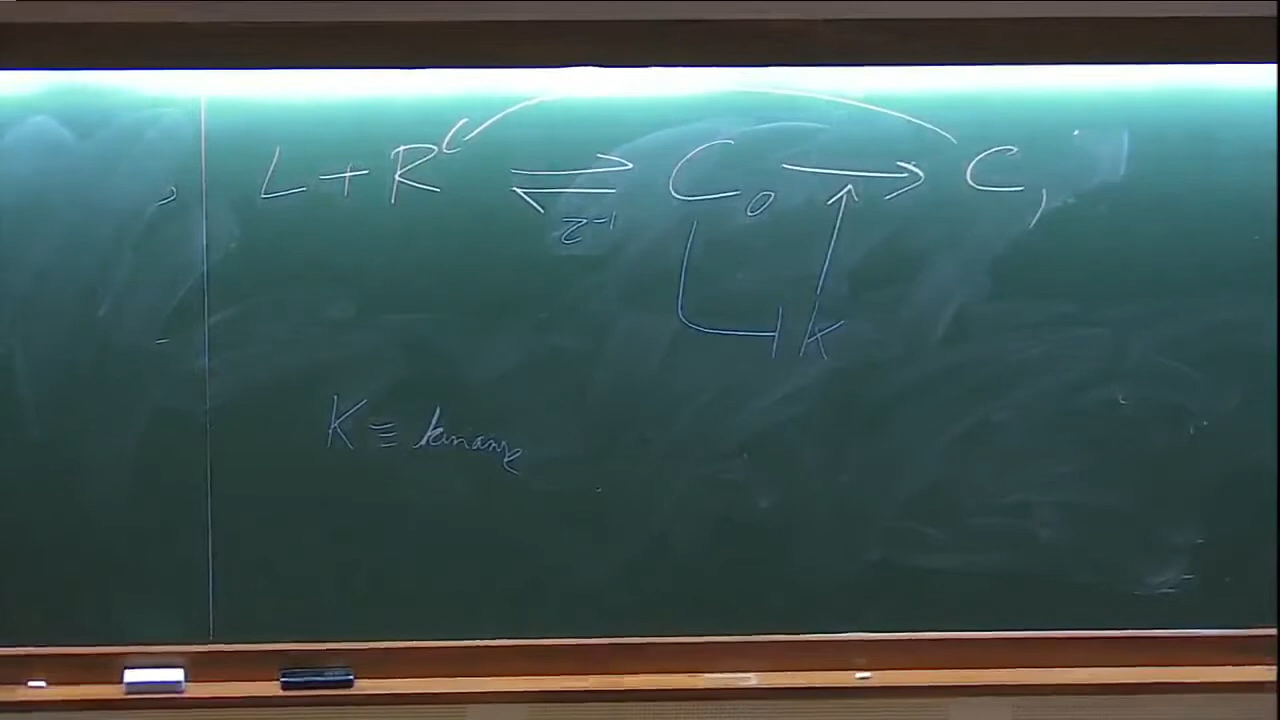 L + R ⇌ C₀ → C₁
τ⁻¹
K
K ≡ kinase